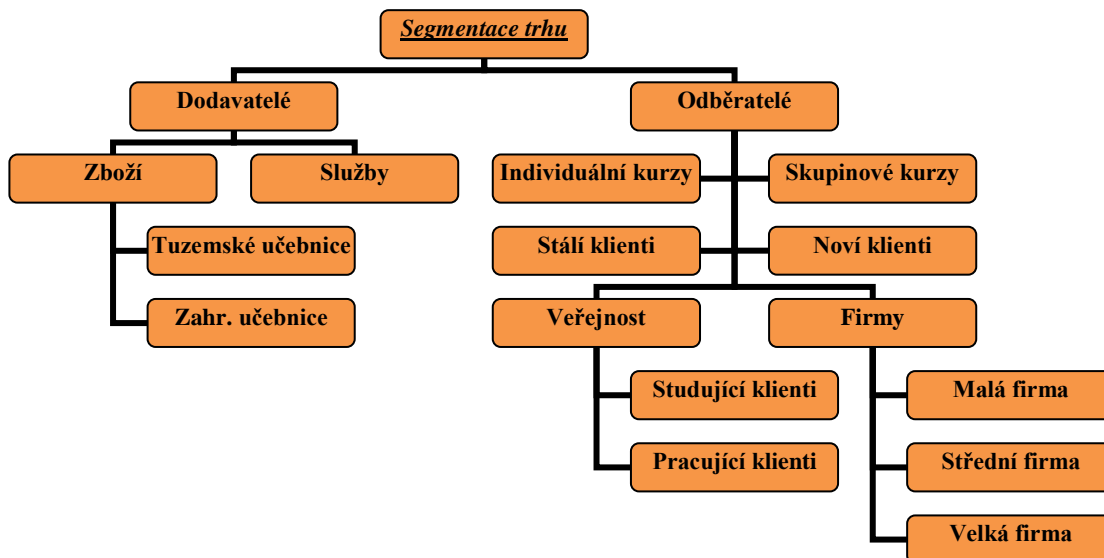 Segmentace trhu
Dodavatelé
Odběratelé
Zboží
Služby
Individuální kurzy
Skupinové kurzy
Tuzemské učebnice
Stálí klienti
Noví klienti
Zahr. učebnice
Veřejnost
Firmy
Studující klienti
Malá firma
Pracující klienti
Střední firma
Velká firma